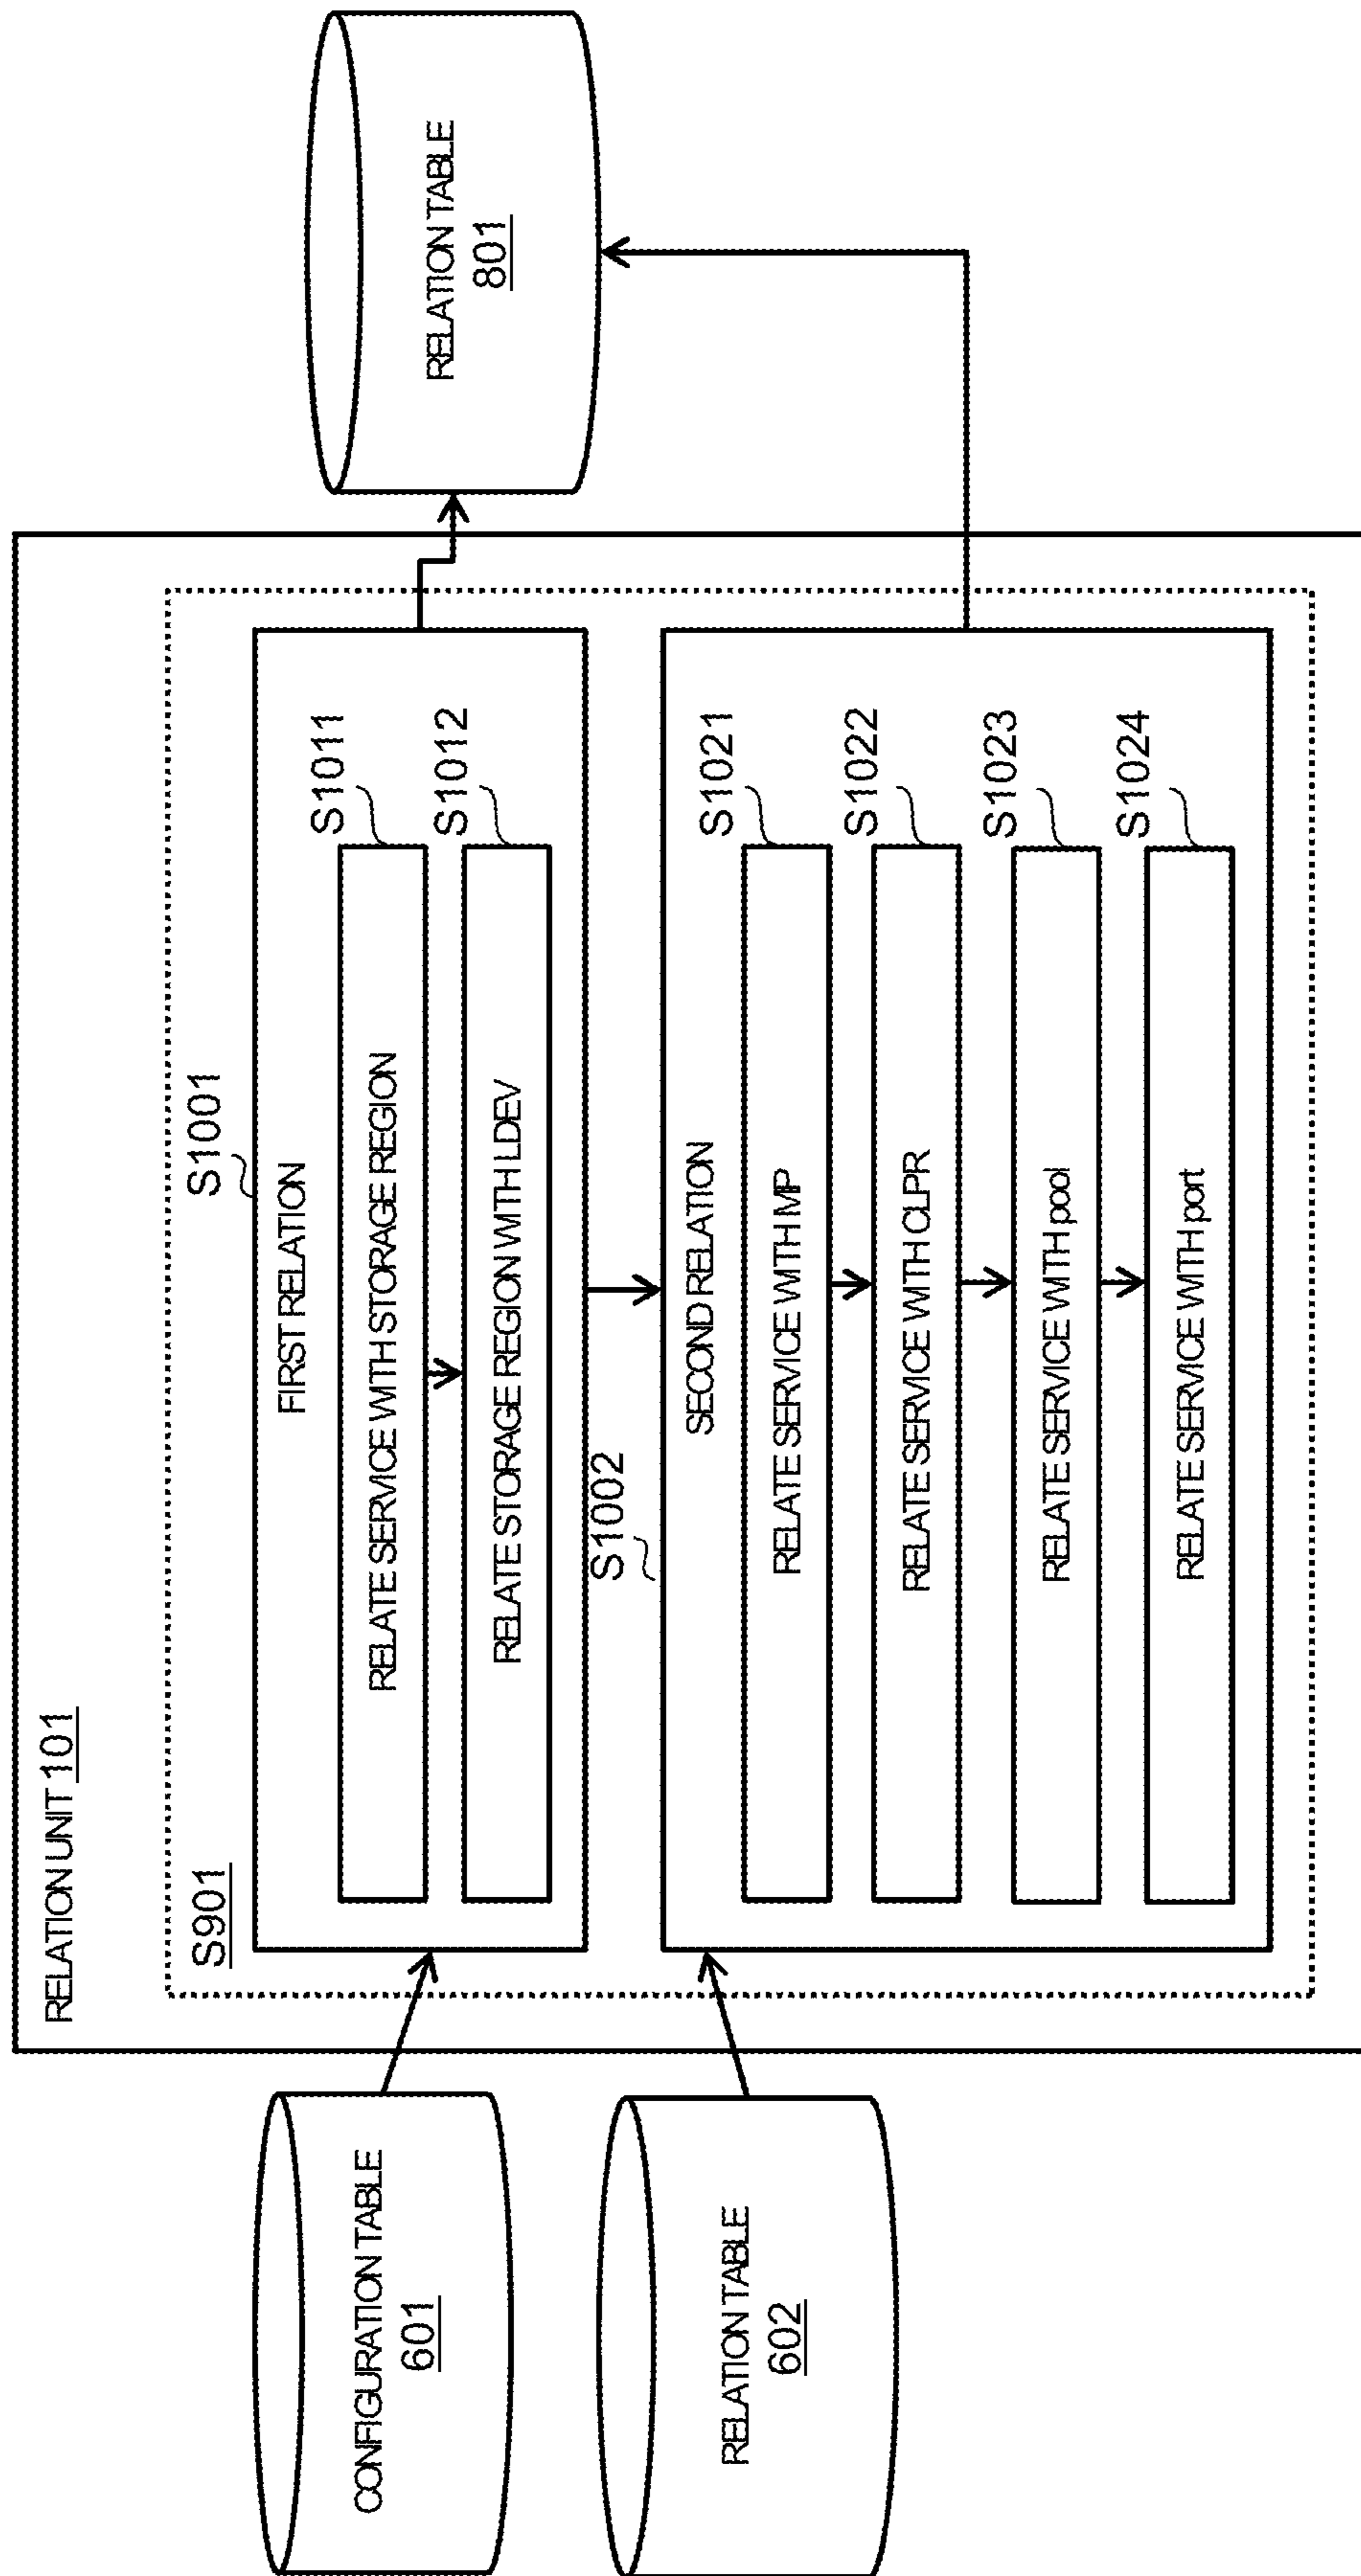 RELATION UNIT 101
S901
S1001
FIRST RELATION
S1011
RELATE SERVICE WITH STORAGE REGION
S1012
RELATE STORAGE REGION WITH LDEV
S1002
SECOND RELATION
S1021
RELATE SERVICE WITH MP
S1022
RELATE SERVICE WITH CLPR
S1023
RELATE SERVICE WITH pool
S1024
RELATE SERVICE WITH port
CONFIGURATION TABLE
601
RELATION TABLE
602
RELATION TABLE
801